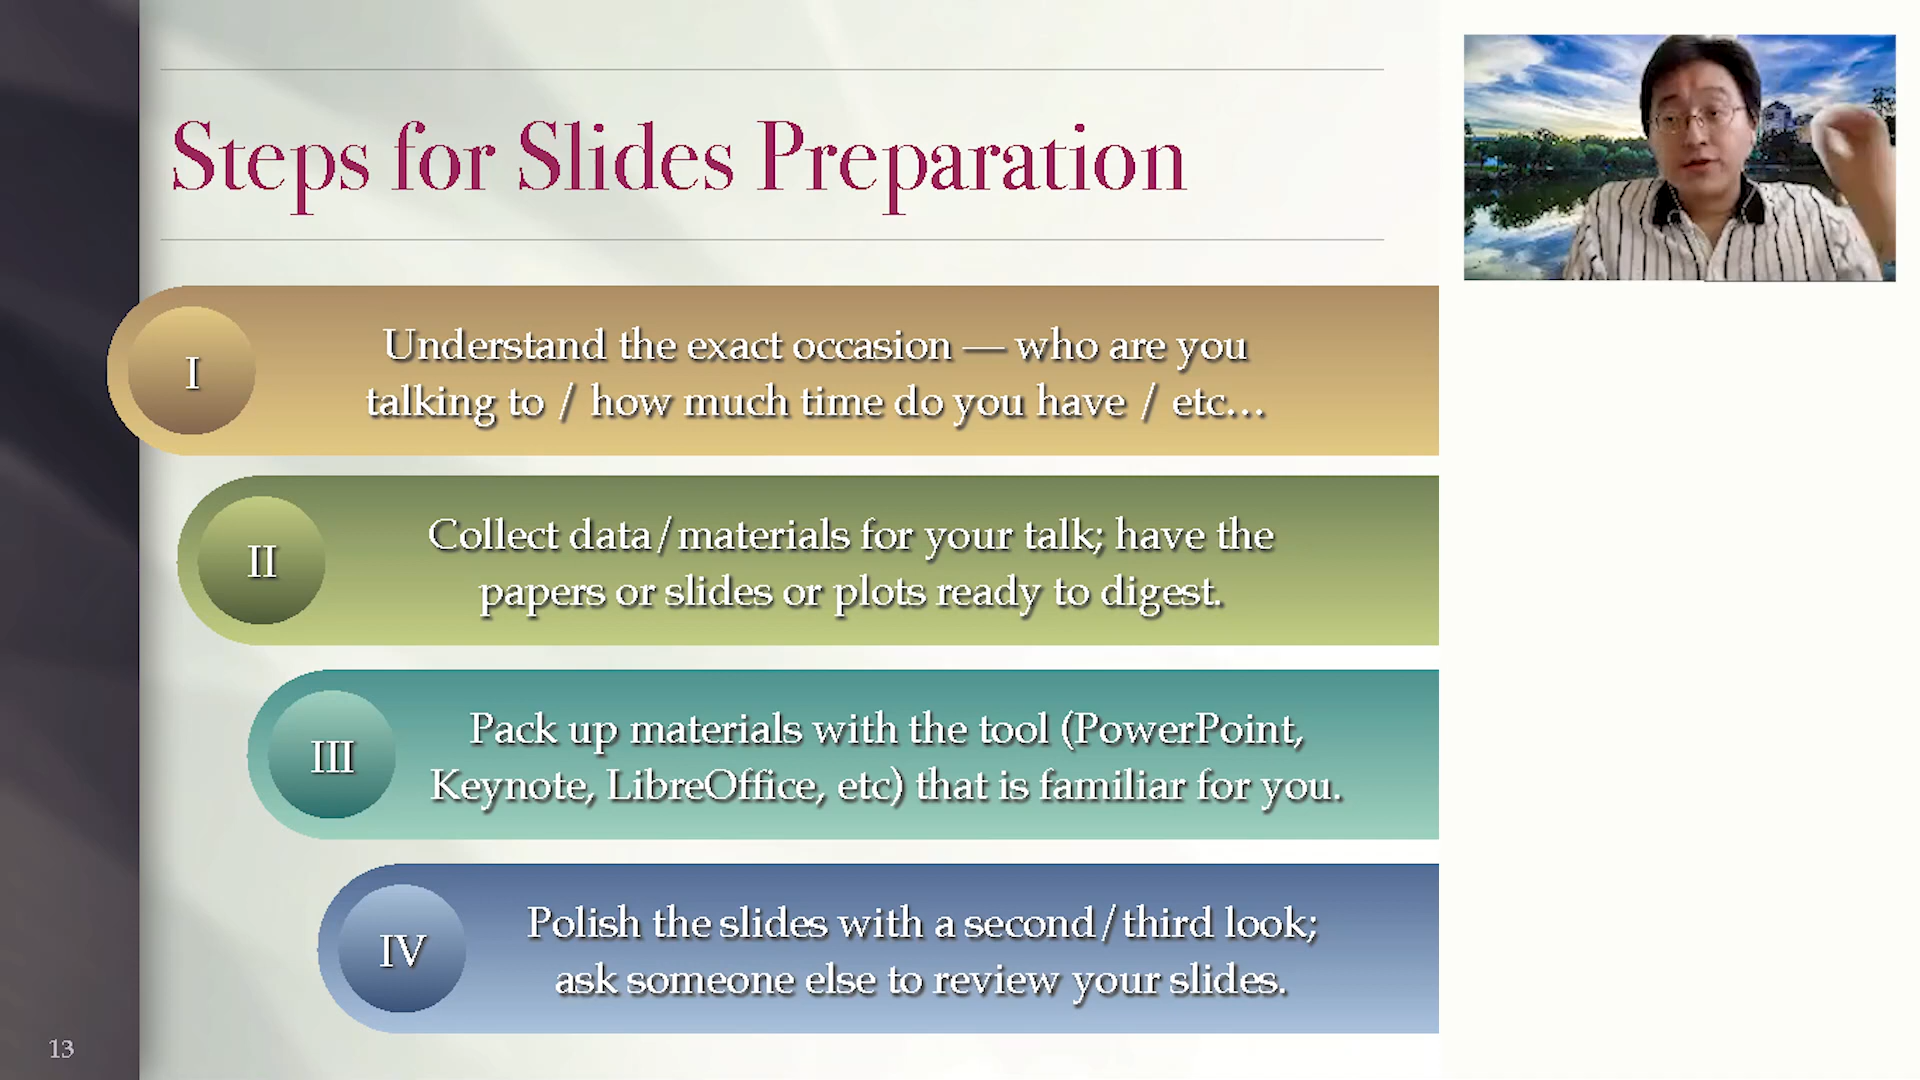 Steps for Slides Preparation
I
Understand the exact occasion — who are you
talking to / how much time do you have / etc…
II
Collect data/materials for your talk; have the
papers or slides or plots ready to digest.
III
Pack up materials with the tool (PowerPoint,
Keynote, LibreOffice, etc) that is familiar for you.
IV
Polish the slides with a second/third look;
ask someone else to review your slides.
13